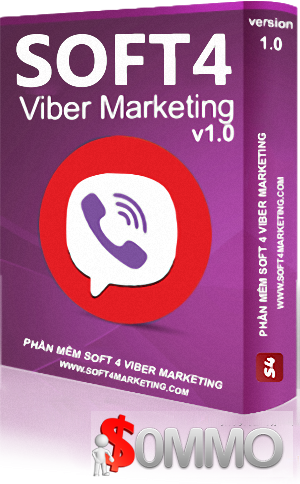 SOFT4
Viber Marketing
v1.0
PHẦN MỀM SOFT 4 VIBER MARKETING
WWW.SOFT4MARKETING.COM
version
1.0
PHẦN MỀM SOFT 4 VIBER MARKETING
WWW.SOFT4MARKETING.COM
S4
$0MMO